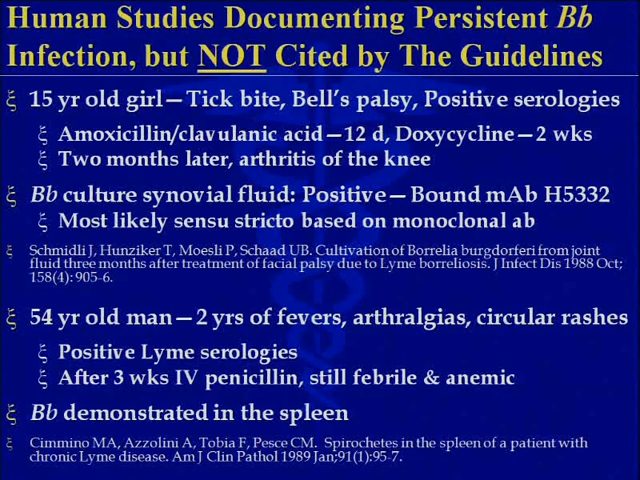 Human Studies Documenting Persistent Bb
Infection, but NOT Cited by The Guidelines
ξ 15 yr old girl—Tick bite, Bell's palsy, Positive serologies
ξ Amoxicillin/clavulanic acid—12 d, Doxycycline—2 wks
ξ Two months later, arthritis of the knee
ξ Bb culture synovial fluid: Positive—Bound mAb H5332
ξ Most likely sensu stricto based on monoclonal ab
ξ Schmidli J, Hunziker T, Moesli P, Schaad UB. Cultivation of Borrelia burgdorferi from joint
fluid three months after treatment of facial palsy due to Lyme borreliosis. J Infect Dis 1988 Oct;
158(4): 905-6.
ξ 54 yr old man—2 yrs of fevers, arthralgias, circular rashes
ξ Positive Lyme serologies
ξ After 3 wks IV penicillin, still febrile & anemic
ξ Bb demonstrated in the spleen
ξ Cimmino MA, Azzolini A, Tobia F, Pesce CM. Spirochetes in the spleen of a patient with
chronic Lyme disease. Am J Clin Pathol 1989 Jan;91(1):95-7.